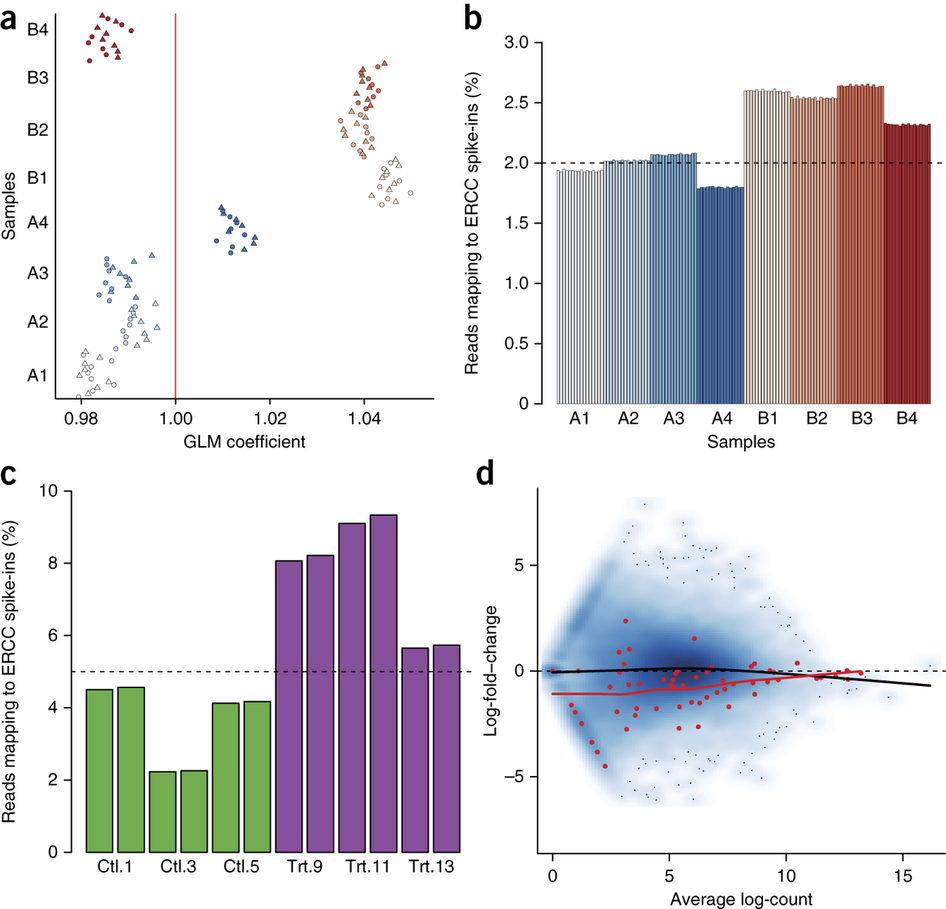 a
B4
B3
B2
B1
A4
A3
A2
A1
Samples
0.98 1.00 1.02 1.04
GLM coefficient
b
3.0
2.5
2.0
1.5
1.0
0.5
0
Reads mapping to ERCC spike-ins (%)
A1 A2 A3 A4 B1 B2 B3 B4
Samples
c
10
8
6
4
2
0
Reads mapping to ERCC spike-ins (%)
Ctl.1 Ctl.3 Ctl.5 Trt.9 Trt.11 Trt.13
d
5
0
−5
Log-fold–change
0 5 10 15
Average log-count